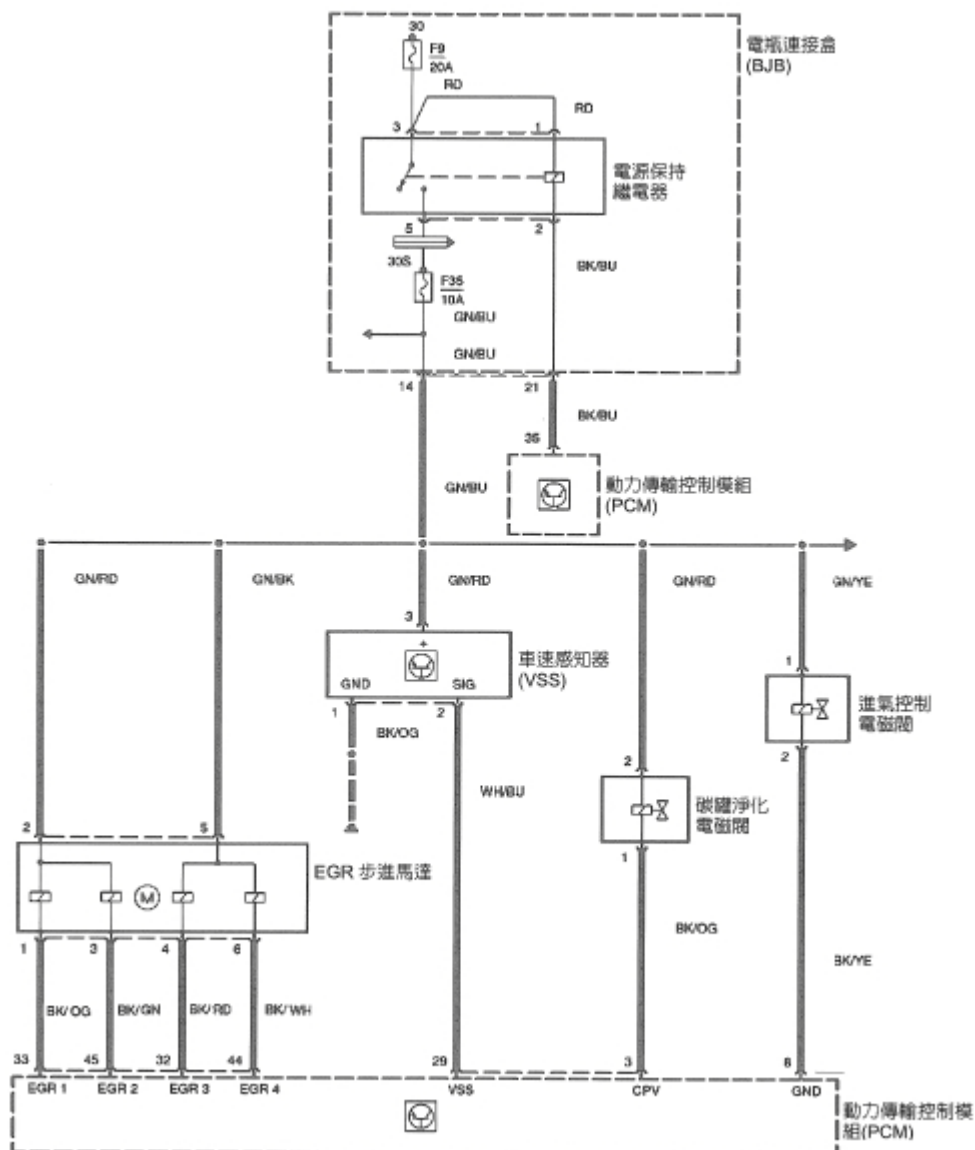 30
F9
20A
電瓶連接盒
(BJB)
RD
RD
3
1
電源保持
繼電器
5
2
30S
BK/BU
F35
10A
GN/BU
GN/BU
14
21
BK/BU
35
GN/BU
動力傳輸控制模組
(PCM)
GN/RD
GN/BK
GN/RD
GN/RD
GN/YE
3
+
車速感知器
(VSS)
GND
SIG
1
2
BK/OG
1
進氣控制
電磁閥
2
WH/BU
2
碳罐淨化
電磁閥
1
2
5
EGR 步進馬達
M
1
3
4
6
BK/OG
BK/YE
BK/OG
BK/GN
BK/RD
BK/WH
33
45
32
44
29
3
6
EGR 1
EGR 2
EGR 3
EGR 4
VSS
CPV
GND
動力傳輸控制模
組(PCM)